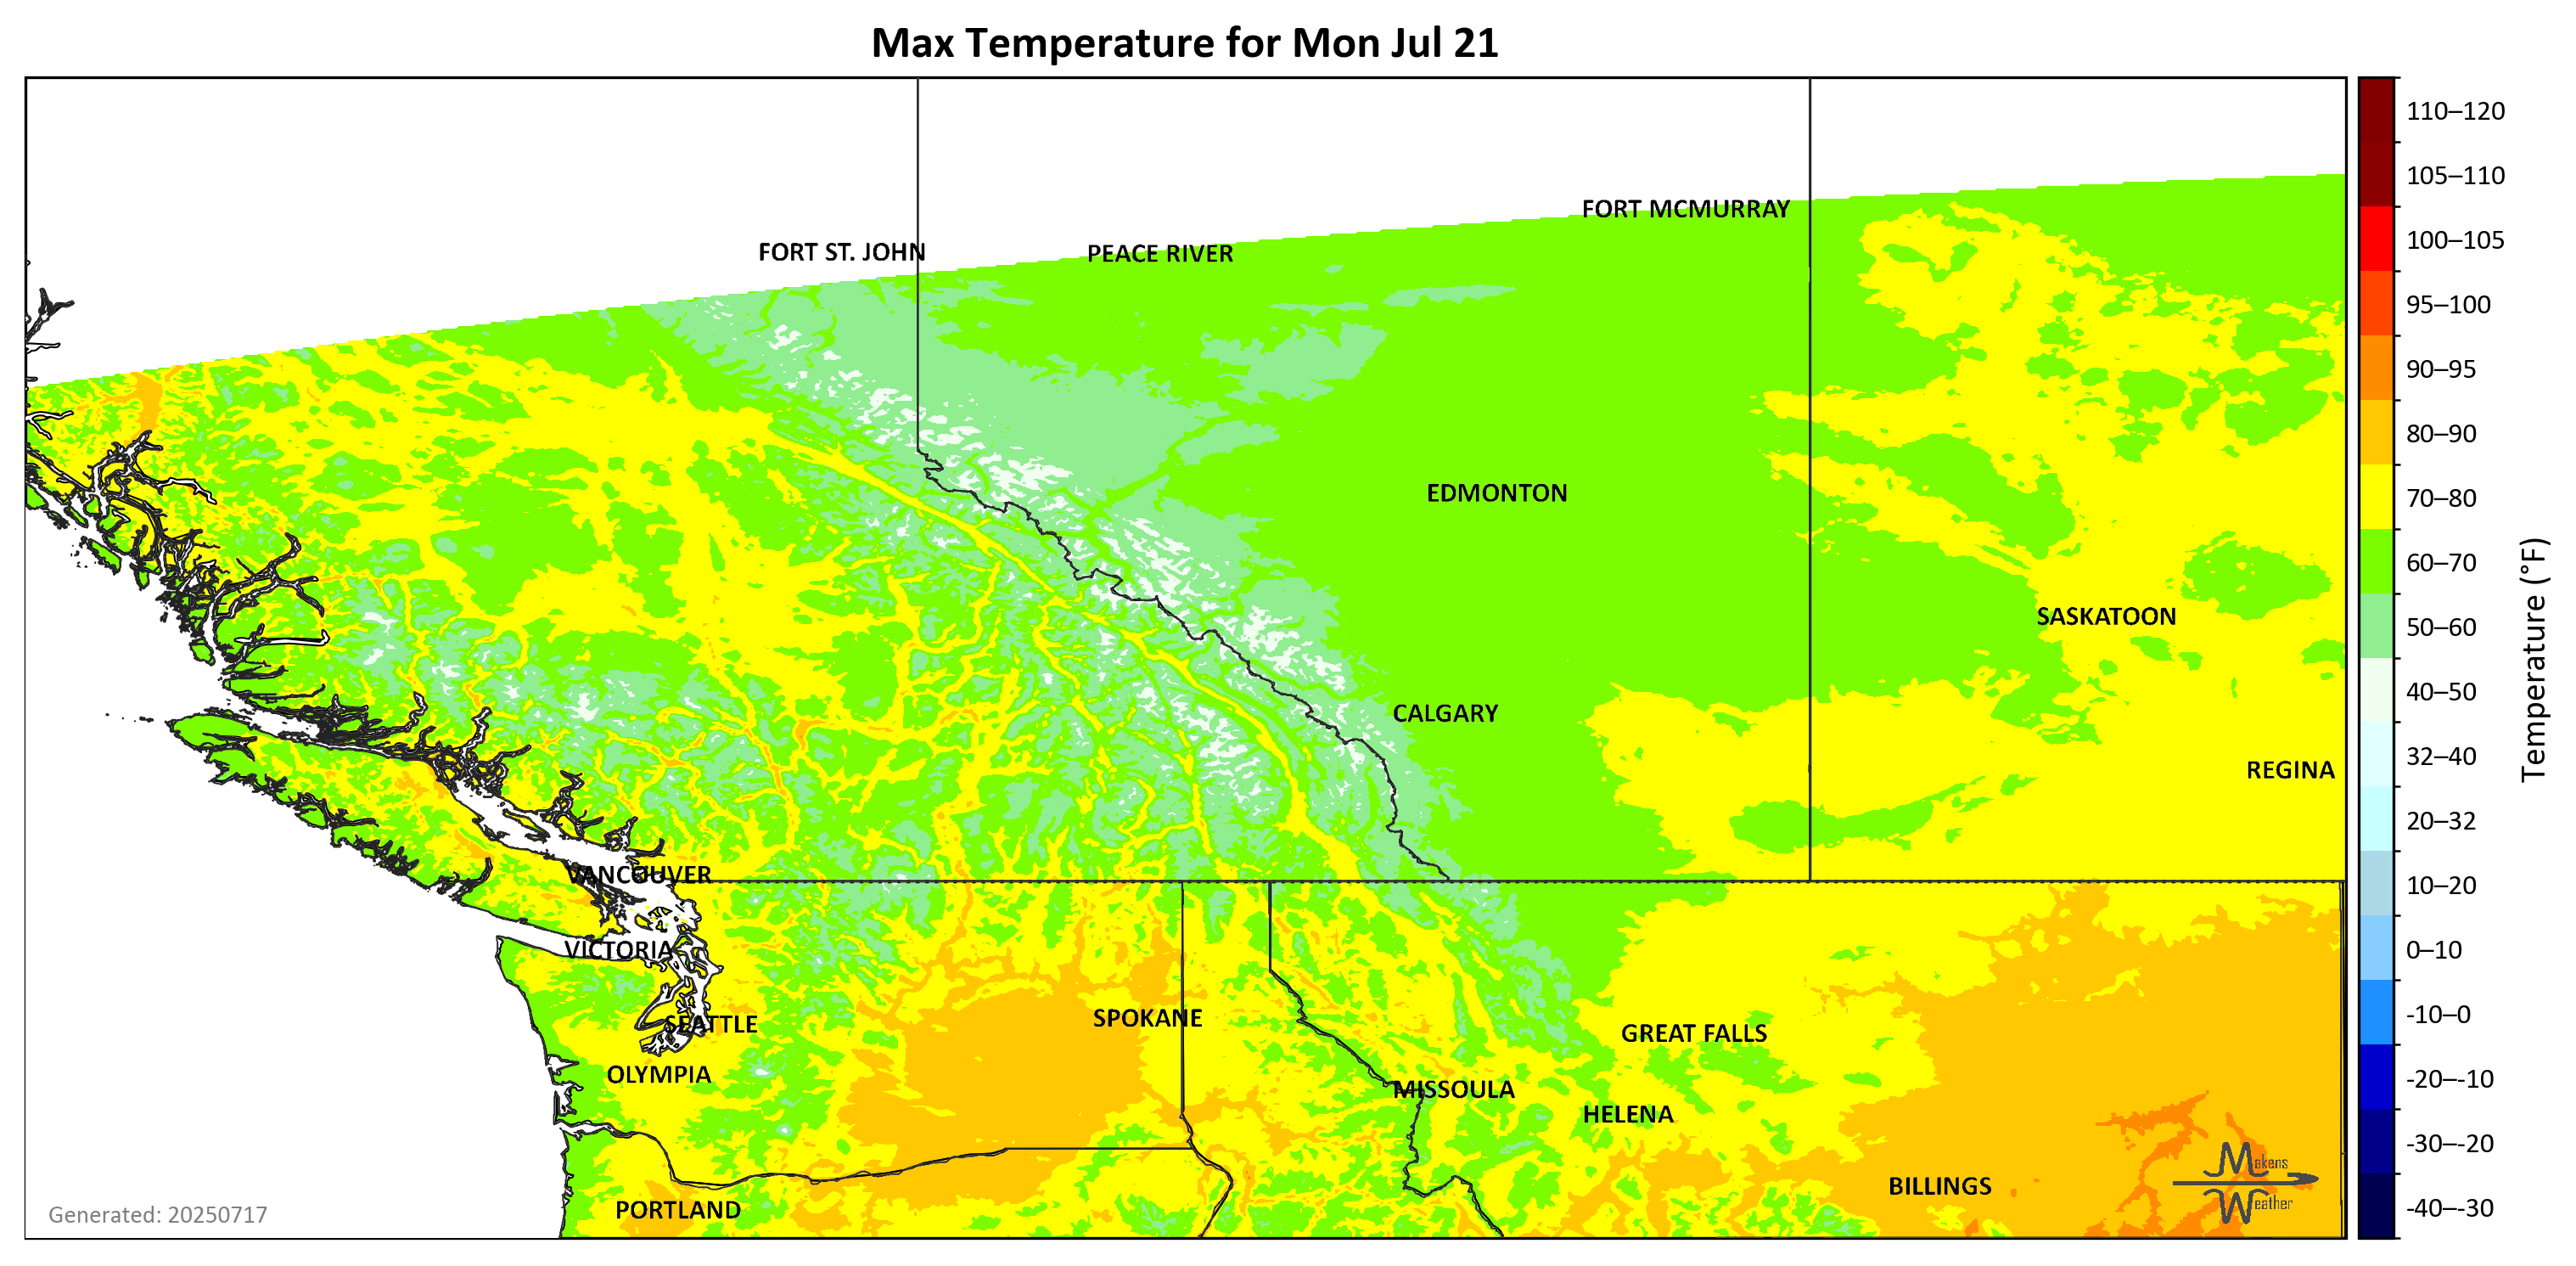 Max Temperature for Mon Jul 21
110–120
105–110
FORT MCMURRAY
100–105
FORT ST. JOHN
PEACE RIVER
95–100
90–95
80–90
EDMONTON
70–80
60–70
SASKATOON
50–60
Temperature (°F)
40–50
CALGARY
32–40
REGINA
20–32
VANCOUVER
10–20
VICTORIA
0–10
SEATTLE
SPOKANE
-10–0
GREAT FALLS
OLYMPIA
-20–-10
MISSOULA
HELENA
-30–-20
Makens
Weather
BILLINGS
PORTLAND
-40–-30
Generated: 20250717